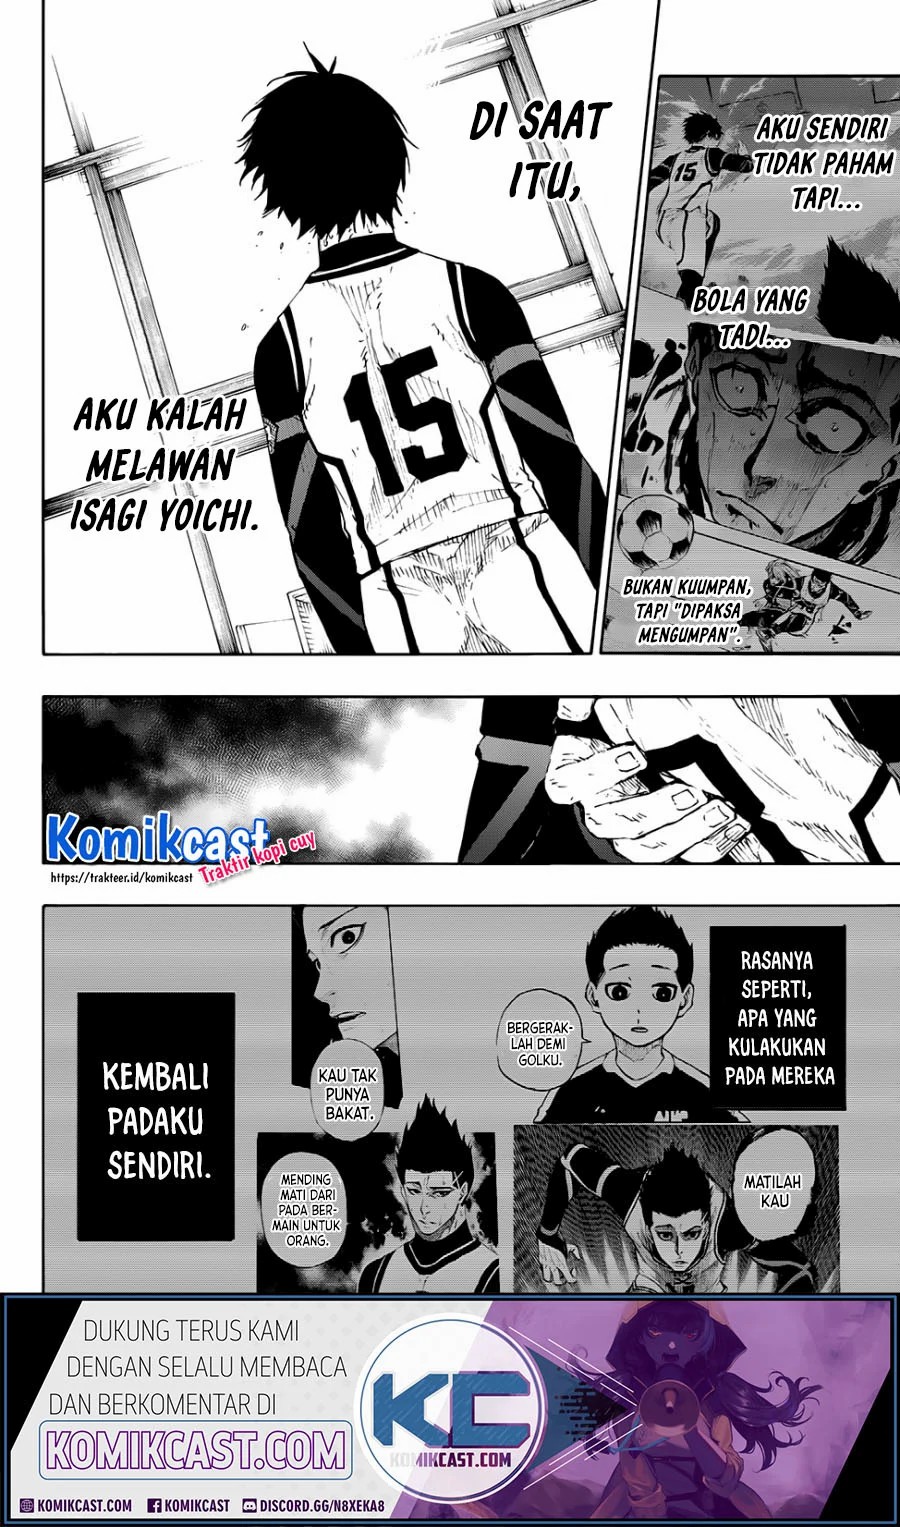 AKU SENDIRI
TIDAK PAHAM
TAPI...
15
BOLA YANG
TADI...
BUKAN KUUMPAN,
TAPI "DIPAKSA
MENGUMPAN".
DI SAAT
ITU,
15
AKU KALAH
MELAWAN
ISAGI YOICHI.
Komikcast
Traktir kopi cuy
https://trakteer.id/komikcast
RASANYA
SEPERTI,
APA YANG
KULAKUKAN
PADA MEREKA
BERGERAK-
LAH DEMI
GOLKU.
KAU TAK
PUNYA
BAKAT.
MATILAH
KAU
MENDING
MATI DARI
PADA BER-
MAIN UNTUK
ORANG.
KEMBALI
PADAKU
SENDIRI.
DUKUNG TERUS KAMI
DENGAN SELALU MEMBACA
DAN BERKOMENTAR DI
KOMIKCAST.COM
KC
KOMIKCAST.COM
KOMIKCAST.COM
KOMIKCAST
DISCORD.GG/N8XEKA8